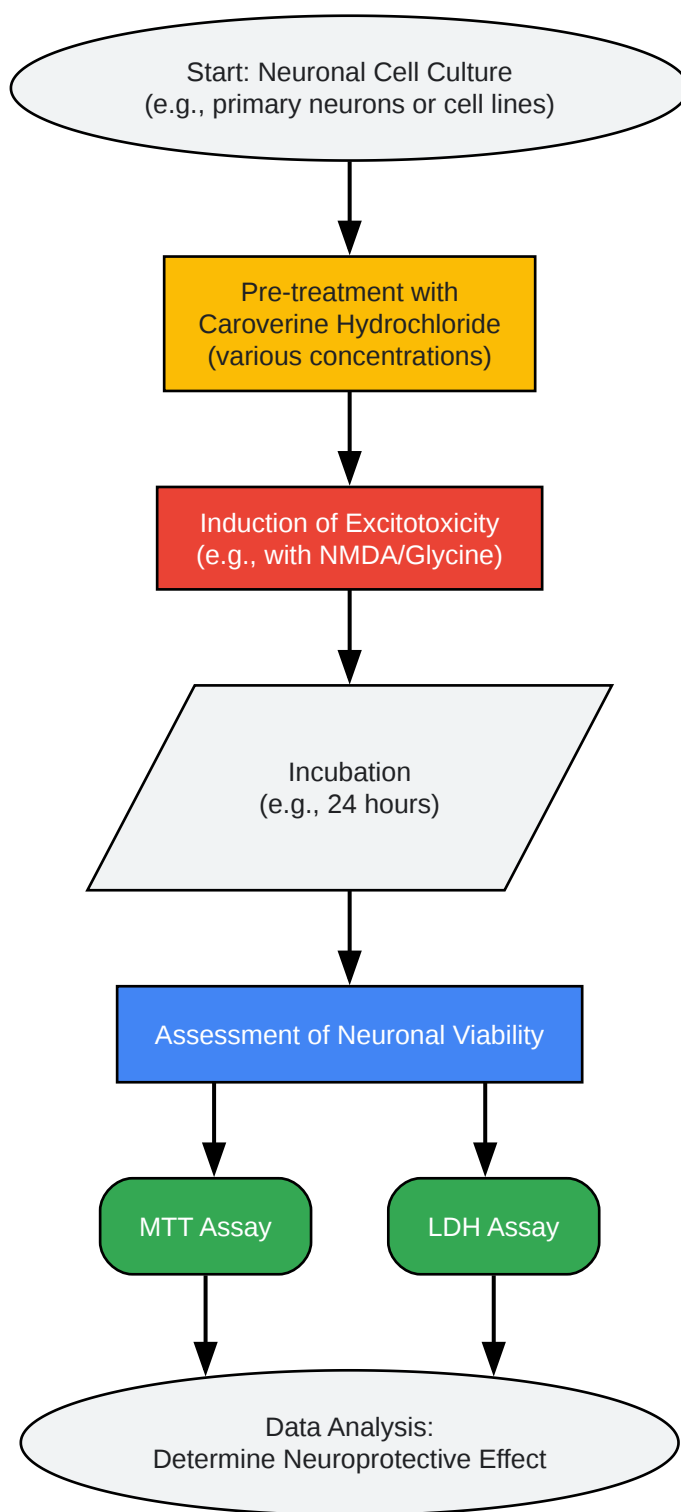 Start: Neuronal Cell Culture
(e.g., primary neurons or cell lines)
Pre-treatment with
Caroverine Hydrochloride
(various concentrations)
Induction of Excitotoxicity
(e.g., with NMDA/Glycine)
Incubation
(e.g., 24 hours)
Assessment of Neuronal Viability
MTT Assay
LDH Assay
Data Analysis:
Determine Neuroprotective Effect